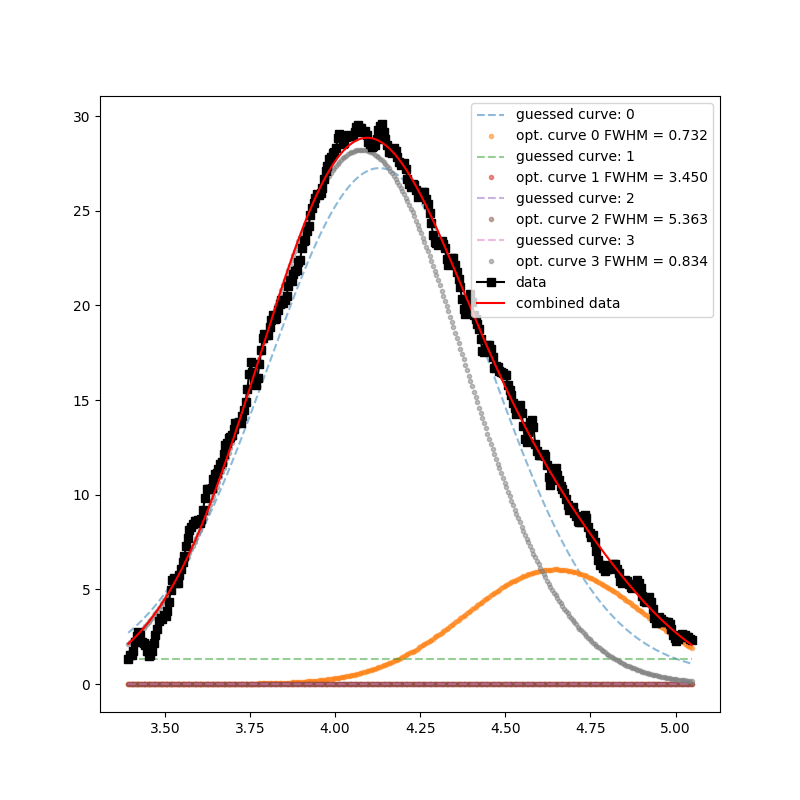 30
25
20
15
10
5
0
3.50 3.75 4.00 4.25 4.50 4.75 5.00
guessed curve: 0
opt. curve 0 FWHM = 0.732
guessed curve: 1
opt. curve 1 FWHM = 3.450
guessed curve: 2
opt. curve 2 FWHM = 5.363
guessed curve: 3
opt. curve 3 FWHM = 0.834
data
combined data